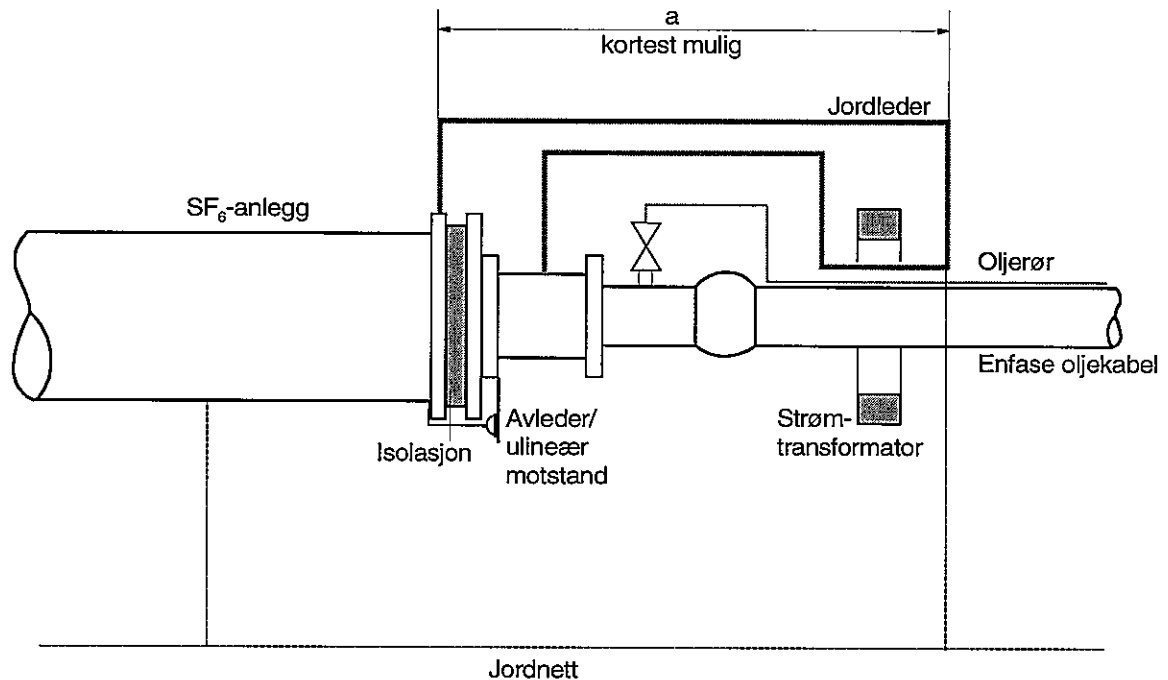 a
kortest mulig
Jordleder
SF₆-anlegg
Oljerør
Enfase oljekabel
Avleder/
ulineær
motstand
Isolasjon
Strøm-
transformator
Jordnett